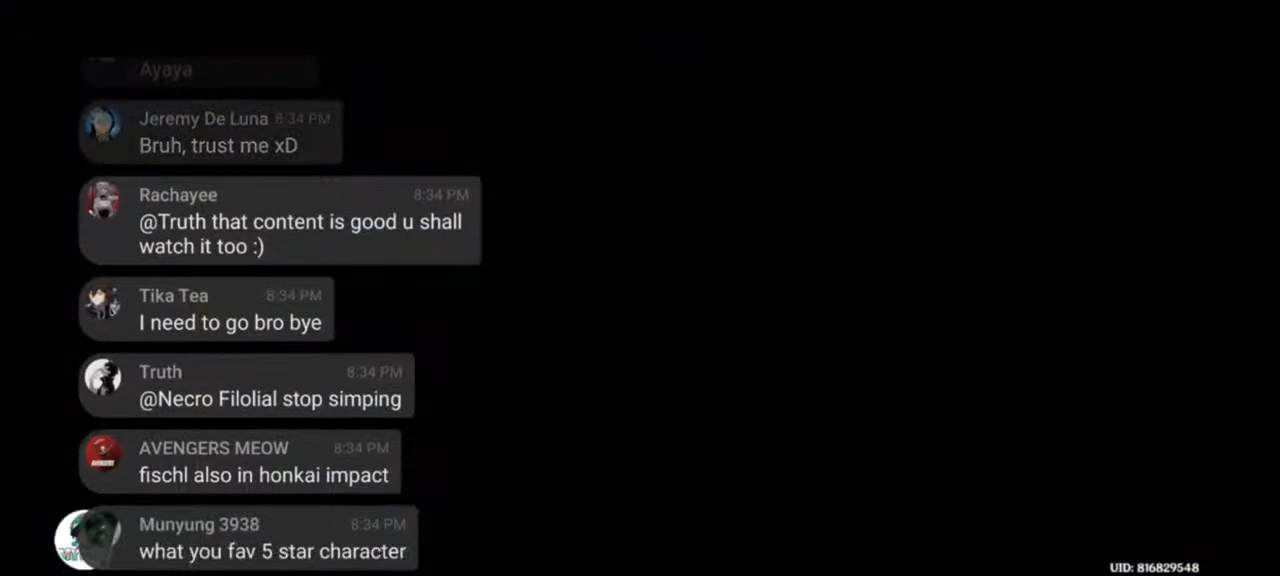 Ayaya
Jeremy De Luna 8:34 PM
Bruh, trust me xD
Rachayee 8:34 PM
@Truth that content is good u shall
watch it too :)
Tika Tea 8:34 PM
I need to go bro bye
Truth 8:34 PM
@Necro Filolial stop simping
AVENGERS MEOW 8:34 PM
fischl also in honkai impact
Munyung 3938 8:34 PM
what you fav 5 star character
UID: 816829548